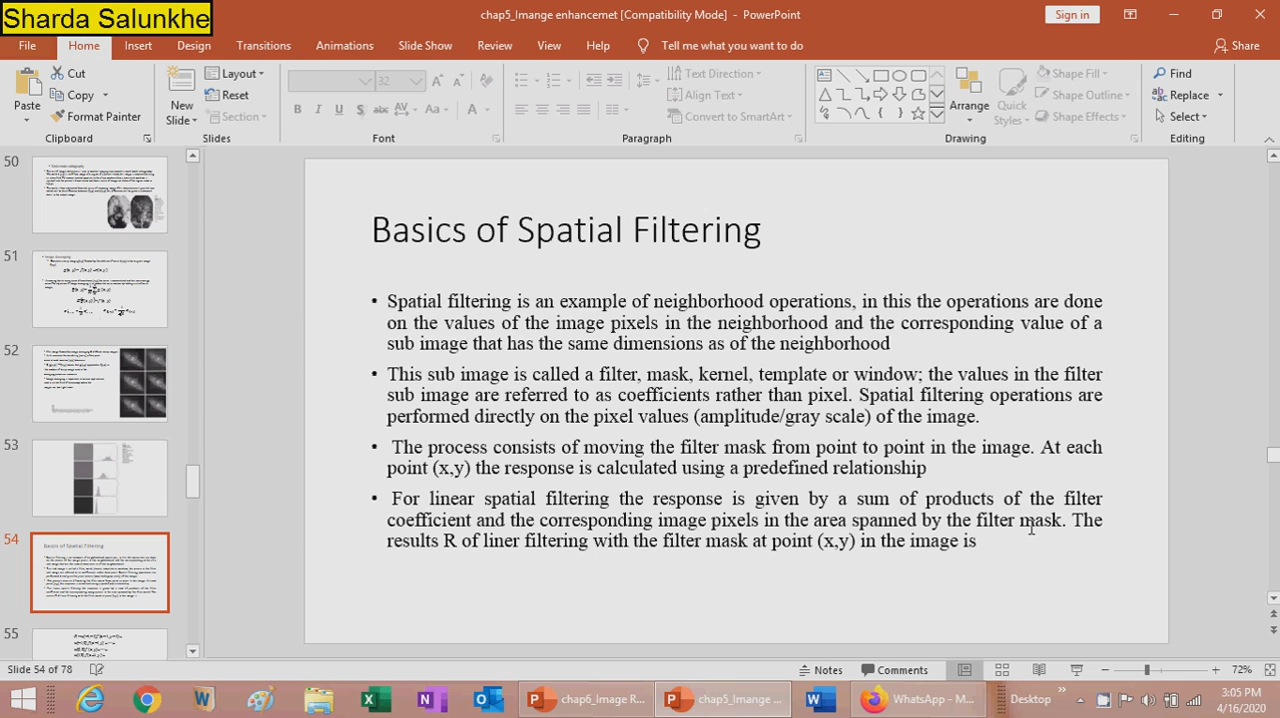 Sharda Salunkhe
chap5_Imange enhancemet [Compatibility Mode] - PowerPoint
Sign in
File Home Insert Design Transitions Animations Slide Show Review View Help Tell me what you want to do Share
Paste
Cut
Copy
Format Painter
Clipboard
New
Slide
Layout
Reset
Section
Slides
32
B I U S abc AV Aa A
Font
Text Direction
Align Text
Convert to SmartArt
Paragraph
Arrange
Quick
Styles
Shape Fill
Shape Outline
Shape Effects
Drawing
Find
Replace
Select
Editing
50
51
52
53
54
Basics of Spatial Filtering
55
Basics of Spatial Filtering
• Spatial filtering is an example of neighborhood operations, in this the operations are done
on the values of the image pixels in the neighborhood and the corresponding value of a
sub image that has the same dimensions as of the neighborhood
• This sub image is called a filter, mask, kernel, template or window; the values in the filter
sub image are referred to as coefficients rather than pixel. Spatial filtering operations are
performed directly on the pixel values (amplitude/gray scale) of the image.
• The process consists of moving the filter mask from point to point in the image. At each
point (x,y) the response is calculated using a predefined relationship
• For linear spatial filtering the response is given by a sum of products of the filter
coefficient and the corresponding image pixels in the area spanned by the filter mask. The
results R of liner filtering with the filter mask at point (x,y) in the image is
Slide 54 of 78
Notes
Comments
72%
chap6_Image R...
chap5_Imange ...
WhatsApp - M...
Desktop
3:05 PM
4/16/2020